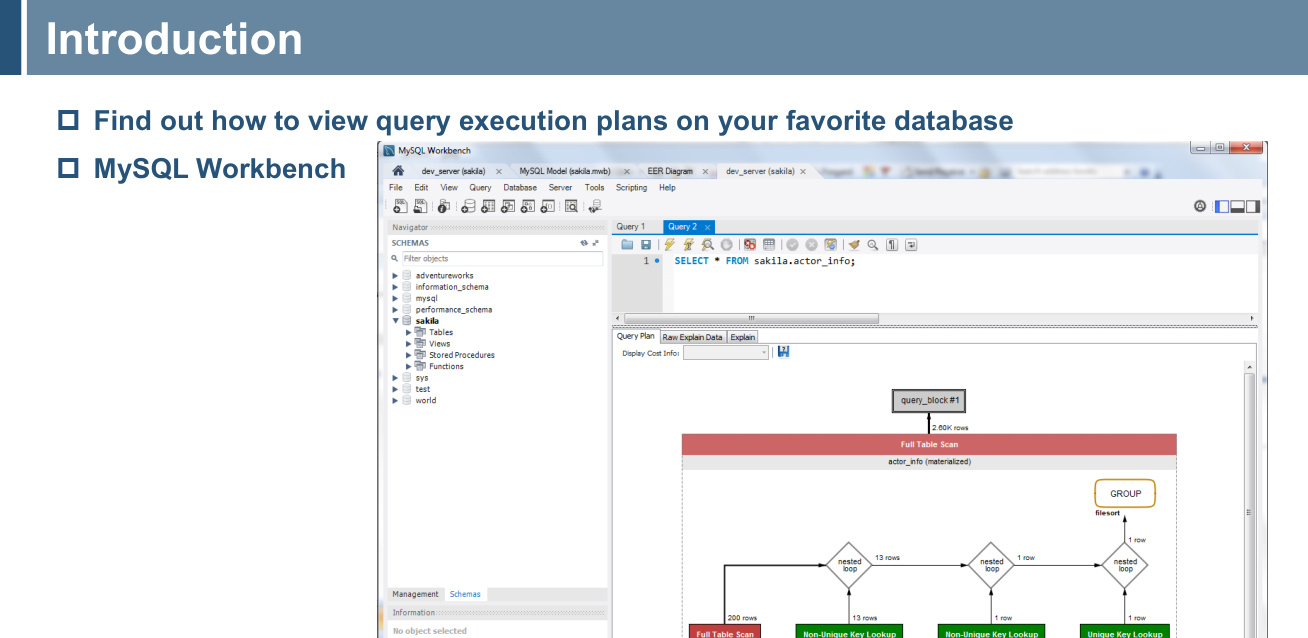 Introduction
Find out how to view query execution plans on your favorite database
MySQL Workbench
MySQL Workbench
dev_server (sakila)
MySQL Model (sakila.mwb)
EER Diagram
dev_server (sakila)
File Edit View Query Database Server Tools Scripting Help
Navigator
SCHEMAS
Filter objects
adventureworks
information_schema
mysql
performance_schema
sakila
Tables
Views
Stored Procedures
Functions
sys
test
world
Management Schemas
Information
No object selected
Query 1 Query 2
1 SELECT * FROM sakila.actor_info;
Query Plan Raw Explain Data Explain
Display Cost Info:
query_block #1
2.60K rows
Full Table Scan
actor_info (materialized)
GROUP
filesort
1 row
nested loop
13 rows
nested loop
1 row
nested loop
200 rows
13 rows
1 row
1 row
Full Table Scan
Non-Unique Key Lookup
Non-Unique Key Lookup
Unique Key Lookup